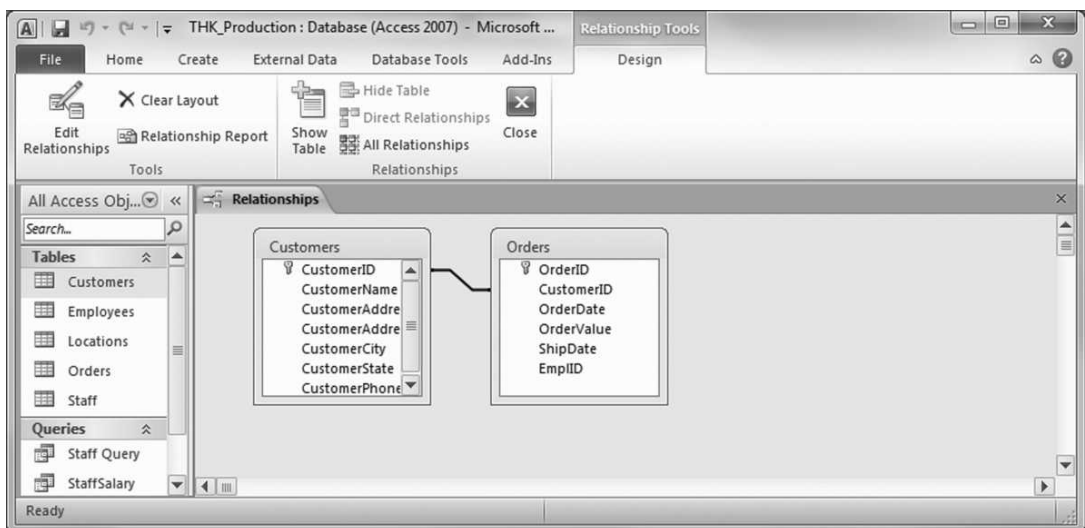 THK_Production : Database (Access 2007) - Microsoft ...
Relationship Tools
File Home Create External Data Database Tools Add-Ins Design
Edit Relationships
Clear Layout
Relationship Report
Tools
Show Table
Hide Table
Direct Relationships
All Relationships
Close
Relationships
All Access Obj...
Search...
Tables
Customers
Employees
Locations
Orders
Staff
Queries
Staff Query
StaffSalary
Relationships
Customers
CustomerID
CustomerName
CustomerAddre
CustomerAddre
CustomerCity
CustomerState
CustomerPhone
Orders
OrderID
CustomerID
OrderDate
OrderValue
ShipDate
EmplID
Ready